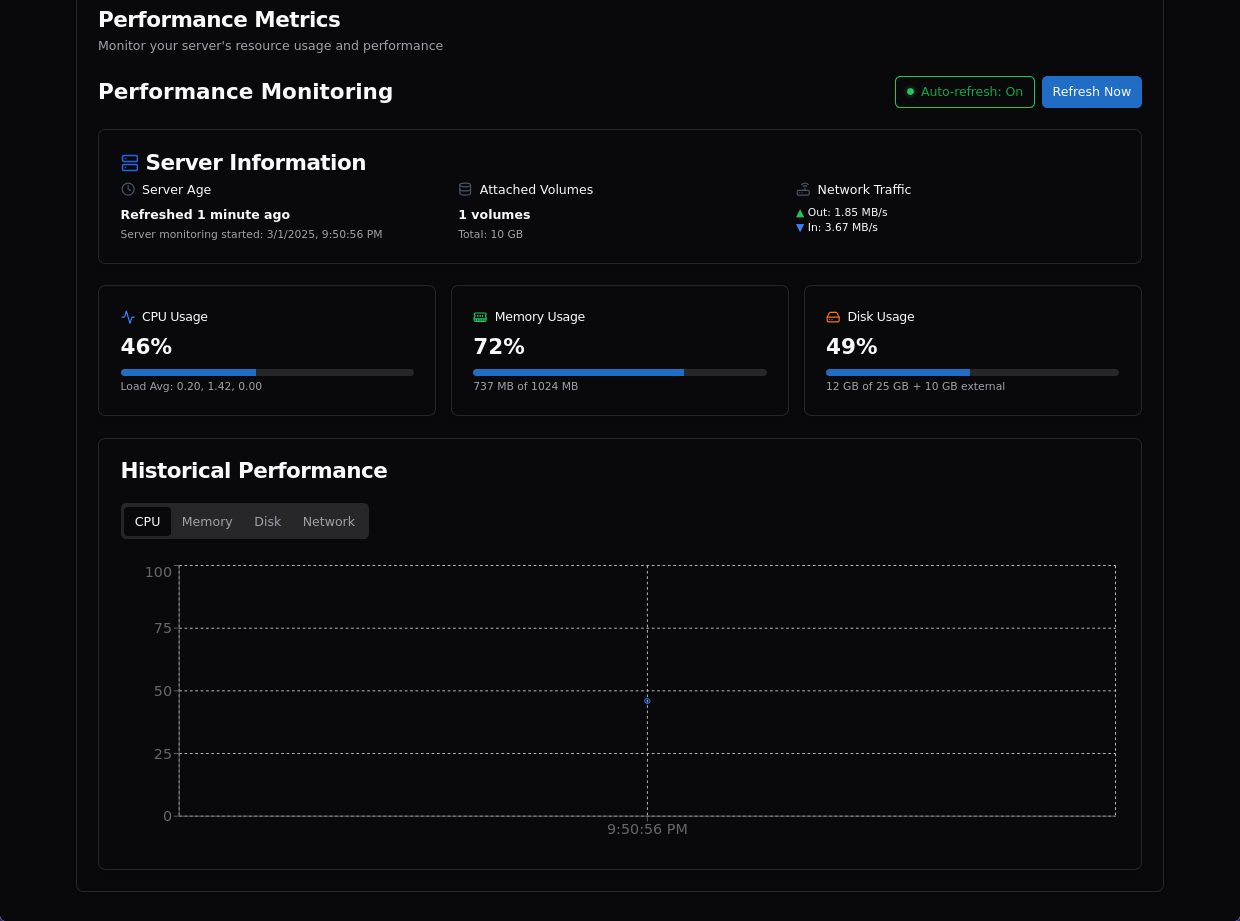 Performance Metrics
Monitor your server's resource usage and performance
Performance Monitoring
Auto-refresh: On
Refresh Now
Server Information
Server Age
Refreshed 1 minute ago
Server monitoring started: 3/1/2025, 9:50:56 PM
Attached Volumes
1 volumes
Total: 10 GB
Network Traffic
Out: 1.85 MB/s
In: 3.67 MB/s
CPU Usage
46%
Load Avg: 0.20, 1.42, 0.00
Memory Usage
72%
737 MB of 1024 MB
Disk Usage
49%
12 GB of 25 GB + 10 GB external
Historical Performance
CPU Memory Disk Network
100
75
50
25
0
9:50:56 PM